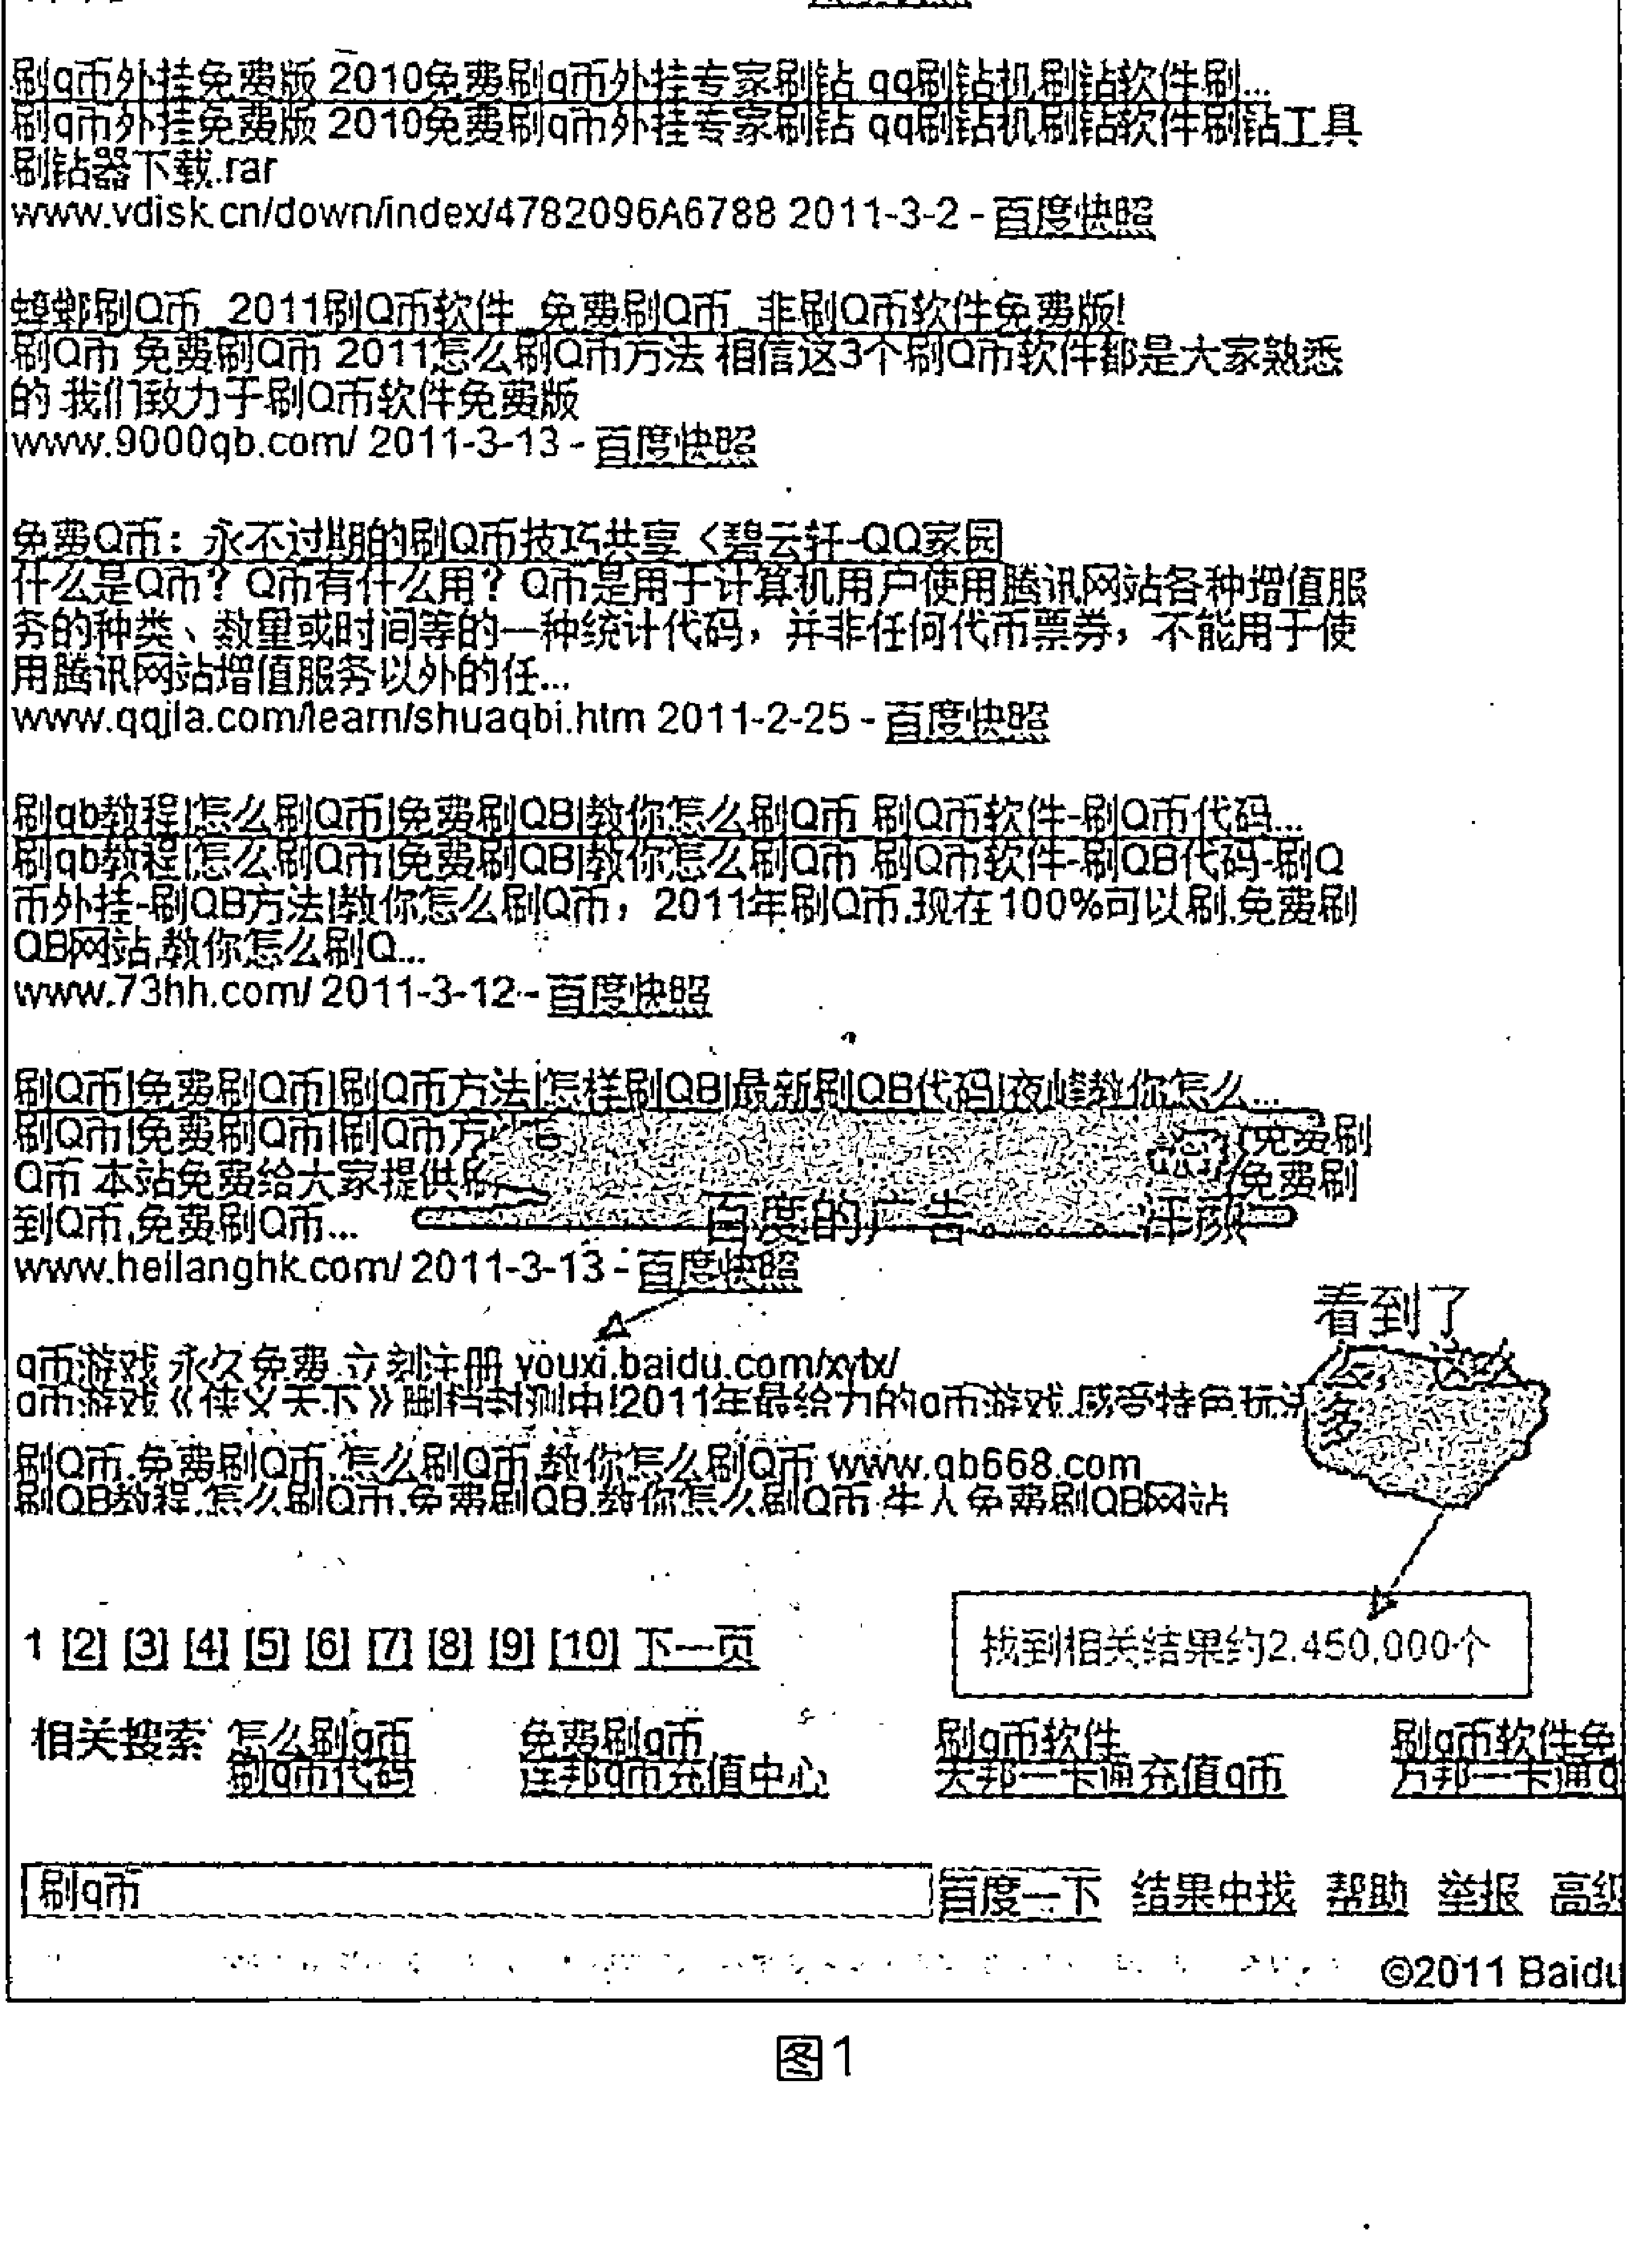 刷q币外挂免费版 2010免费刷q币外挂专家刷钻 qq刷钻机刷钻软件刷...
刷q币外挂免费版 2010免费刷q币外挂专家刷钻 qq刷钻机刷钻软件刷钻工具
刷钻器下载.rar
www.vdisk.cn/down/index/4782096A6788 2011-3-2 - 百度快照
蟑螂刷Q币_2011刷Q币软件_免费刷Q币_非刷Q币软件免费版!
刷Q币 免费刷Q币 2011怎么刷Q币方法 相信这3个刷Q币软件都是大家熟悉
的 我们致力于刷Q币软件免费版
www.9000qb.com/ 2011-3-13 - 百度快照
免费Q币：永不过期的刷Q币技巧共享〈碧云轩-QQ家园
什么是Q币？Q币有什么用？Q币是用于计算机用户使用腾讯网站各种增值服
务的种类、数量或时间等的一种统计代码，并非任何代币票券，不能用于使
用腾讯网站增值服务以外的任...
www.qqjia.com/learn/shuaqbi.htm 2011-2-25 - 百度快照
刷qb教程|怎么刷Q币|免费刷QB|教你怎么刷Q币 刷Q币软件-刷Q币代码...
刷qb教程|怎么刷Q币|免费刷QB|教你怎么刷Q币 刷Q币软件-刷QB代码-刷Q
币外挂-刷QB方法|教你怎么刷Q币，2011年刷Q币,现在100%可以刷,免费刷
QB网站,教你怎么刷Q...
www.73hh.com/ 2011-3-12 - 百度快照
刷Q币|免费刷Q币|刷Q币方法|怎样刷QB|最新刷QB代码|夜峰教你怎么...
刷Q币|免费刷Q币|刷Q币方 免费刷
Q币 本站免费给大家提供刷 免费刷
到Q币,免费刷Q币... 百度的广告
www.heilanghk.com/ 2011-3-13 - 百度快照
看到了
么，这么
多
q币游戏 永久免费 立刻注册 youxi.baidu.com/xytx/
q币游戏《侠义天下》删档封测中!2011年最给力的q币游戏,感受特色玩法
刷Q币,免费刷Q币,怎么刷Q币,教你怎么刷Q币 www.qb668.com
刷QB教程,怎么刷Q币,免费刷QB,教你怎么刷Q币 牛人免费刷QB网站
1 [2] [3] [4] [5] [6] [7] [8] [9] [10] 下一页
找到相关结果约2,450,000个
相关搜索 怎么刷q币 免费刷q币 刷q币软件 刷q币软件免
刷q币代码 连邦q币充值中心 天邦一卡通充值q币 万邦一卡通q
刷q币 百度一下 结果中找 帮助 举报 高级
©2011 Baidu
图1